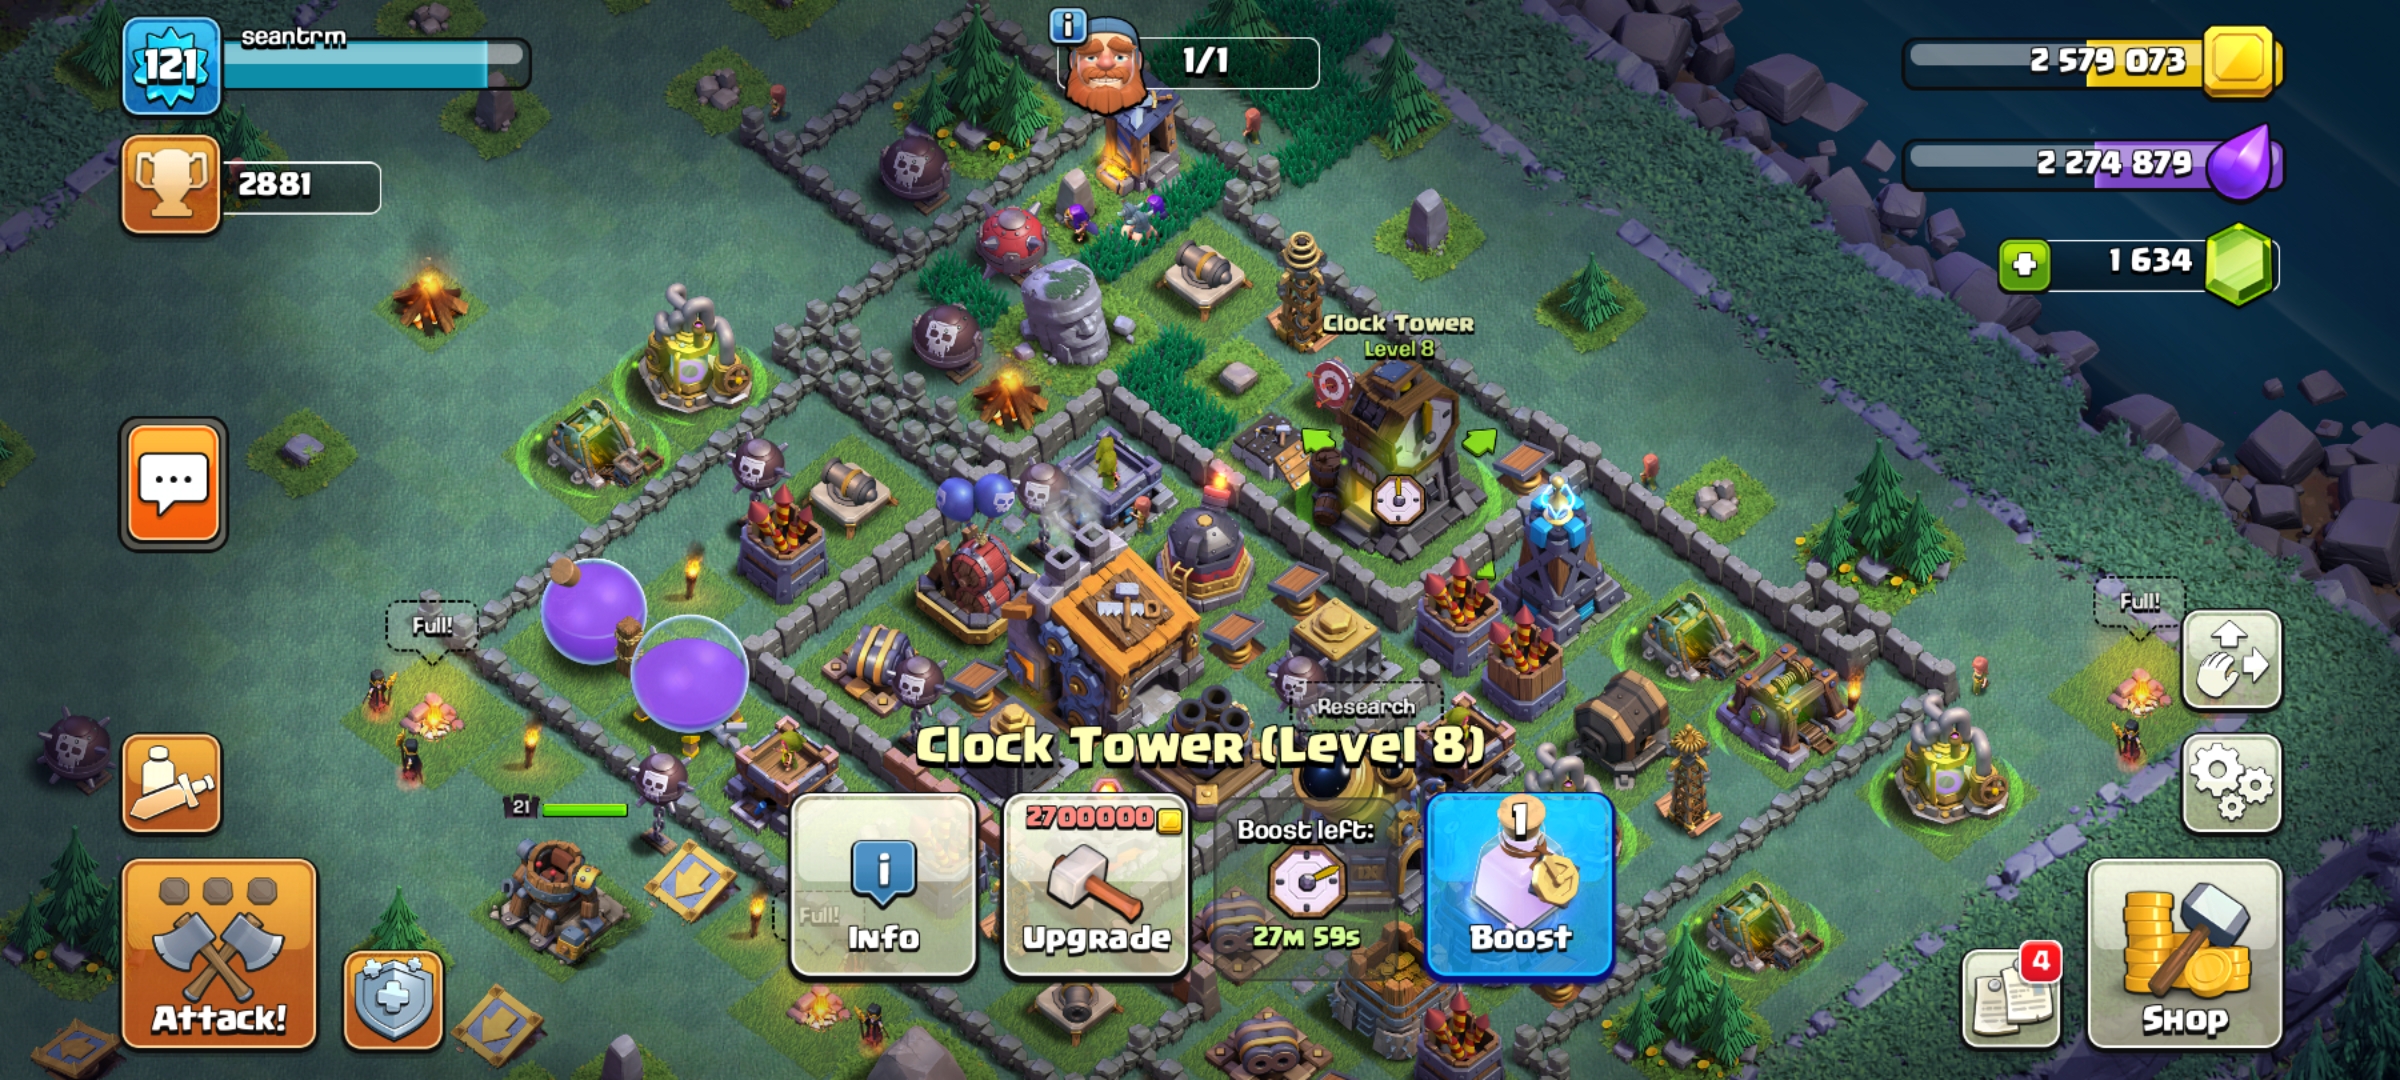 121
seantrm
1/1
2 579 073
2881
2 274 879
1 634
Clock Tower
Level 8
Full!
Full!
Research
Clock Tower (Level 8)
21
Info
2700000
Upgrade
Boost left:
27M 59s
1
Boost
Full!
Attack!
4
Shop